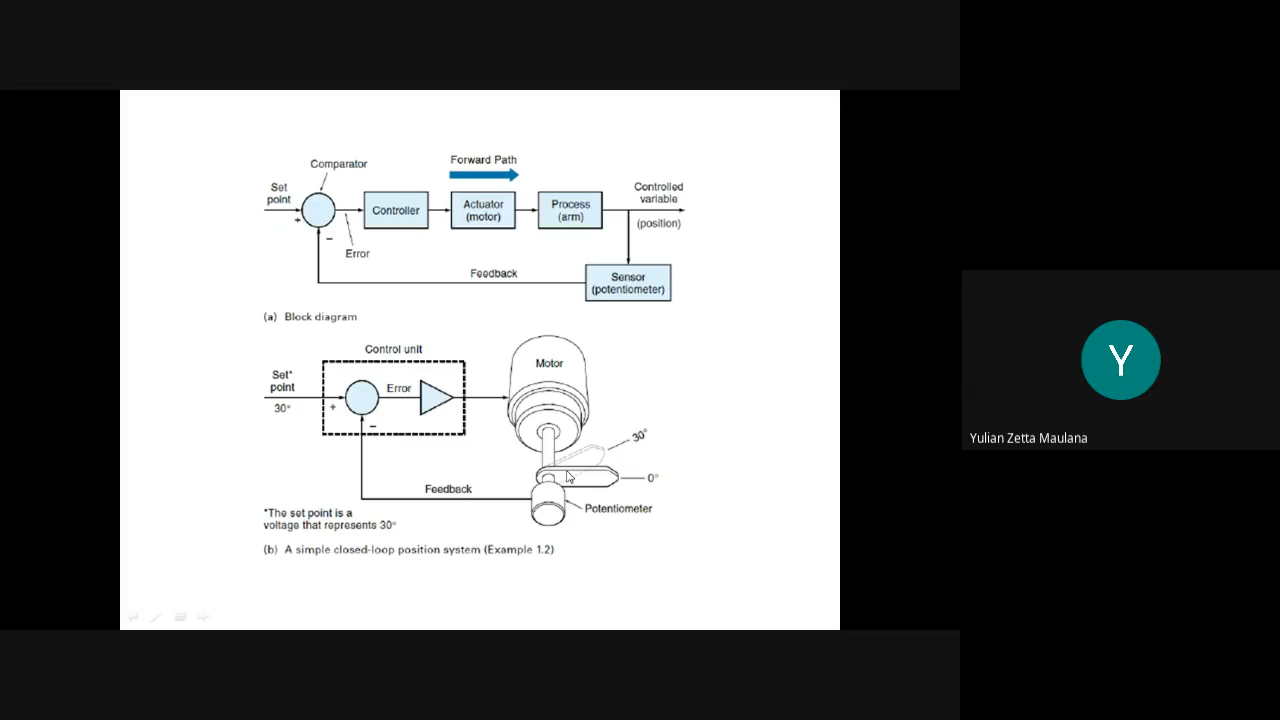 Comparator
Forward Path
Set
point
Controlled
variable
+
Controller
Actuator
(motor)
Process
(arm)
(position)
−
Error
Feedback
Sensor
(potentiometer)
(a) Block diagram
Control unit
Motor
Set*
point
Error
30°
+
−
30°
0°
Feedback
Potentiometer
*The set point is a
voltage that represents 30°
(b) A simple closed-loop position system (Example 1.2)
Y
Yulian Zetta Maulana